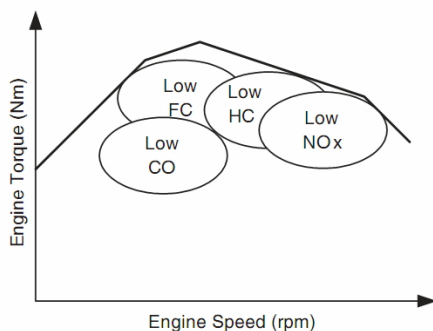 Engine Torque (Nm)
Low
FC
Low
HC
Low
NOx
Low
CO
Engine Speed (rpm)